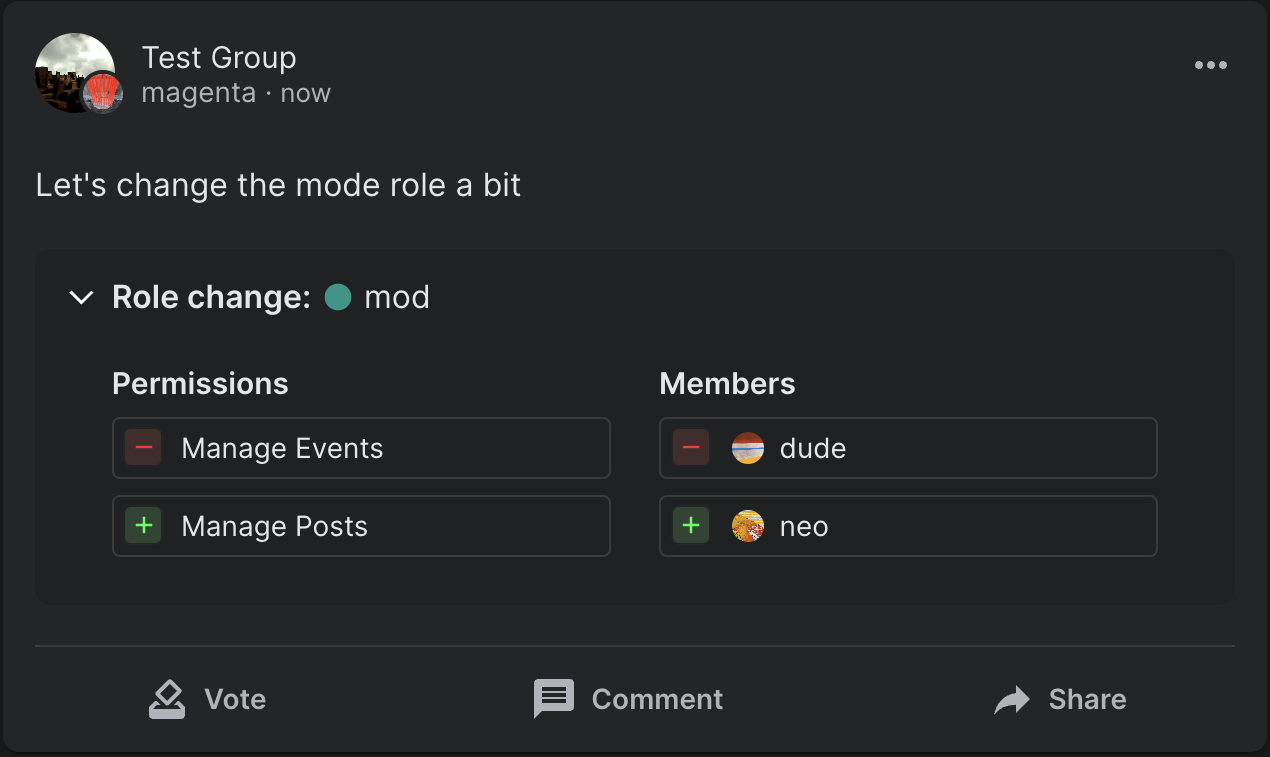 Test Group
magenta · now
Let's change the mode role a bit
Role change: mod
Permissions
Manage Events
Manage Posts
Members
dude
neo
Vote
Comment
Share